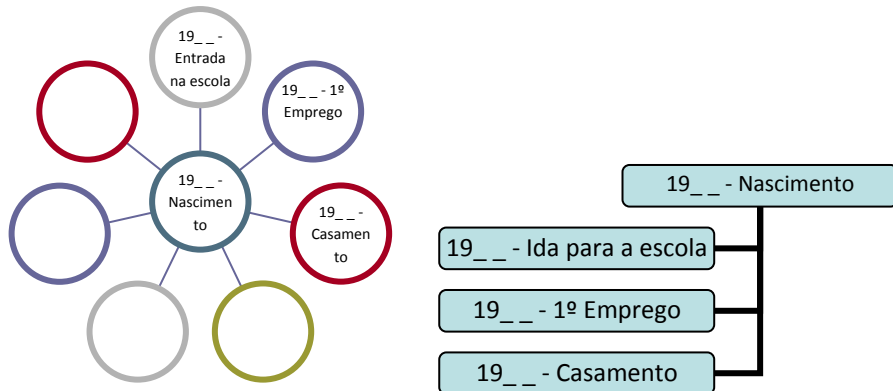 19_ _ -
Entrada
na escola
19_ _ - 1º
Emprego
19_ _ -
Nascimen
to
19_ _ -
Casamen
to
19_ _ - Nascimento
19_ _ - Ida para a escola
19_ _ - 1º Emprego
19_ _ - Casamento